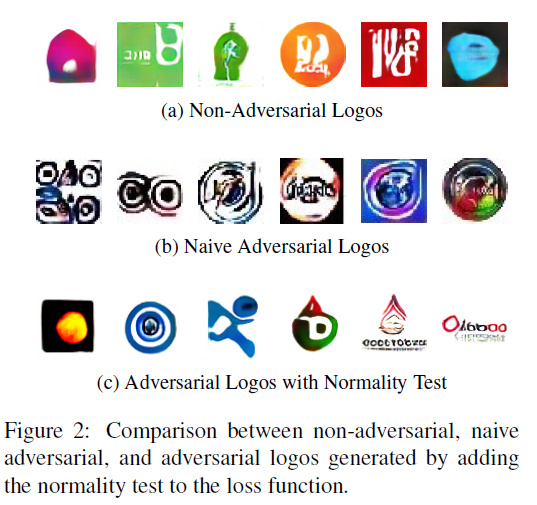 (a) Non-Adversarial Logos
(b) Naive Adversarial Logos
(c) Adversarial Logos with Normality Test
Figure 2: Comparison between non-adversarial, naive
adversarial, and adversarial logos generated by adding
the normality test to the loss function.